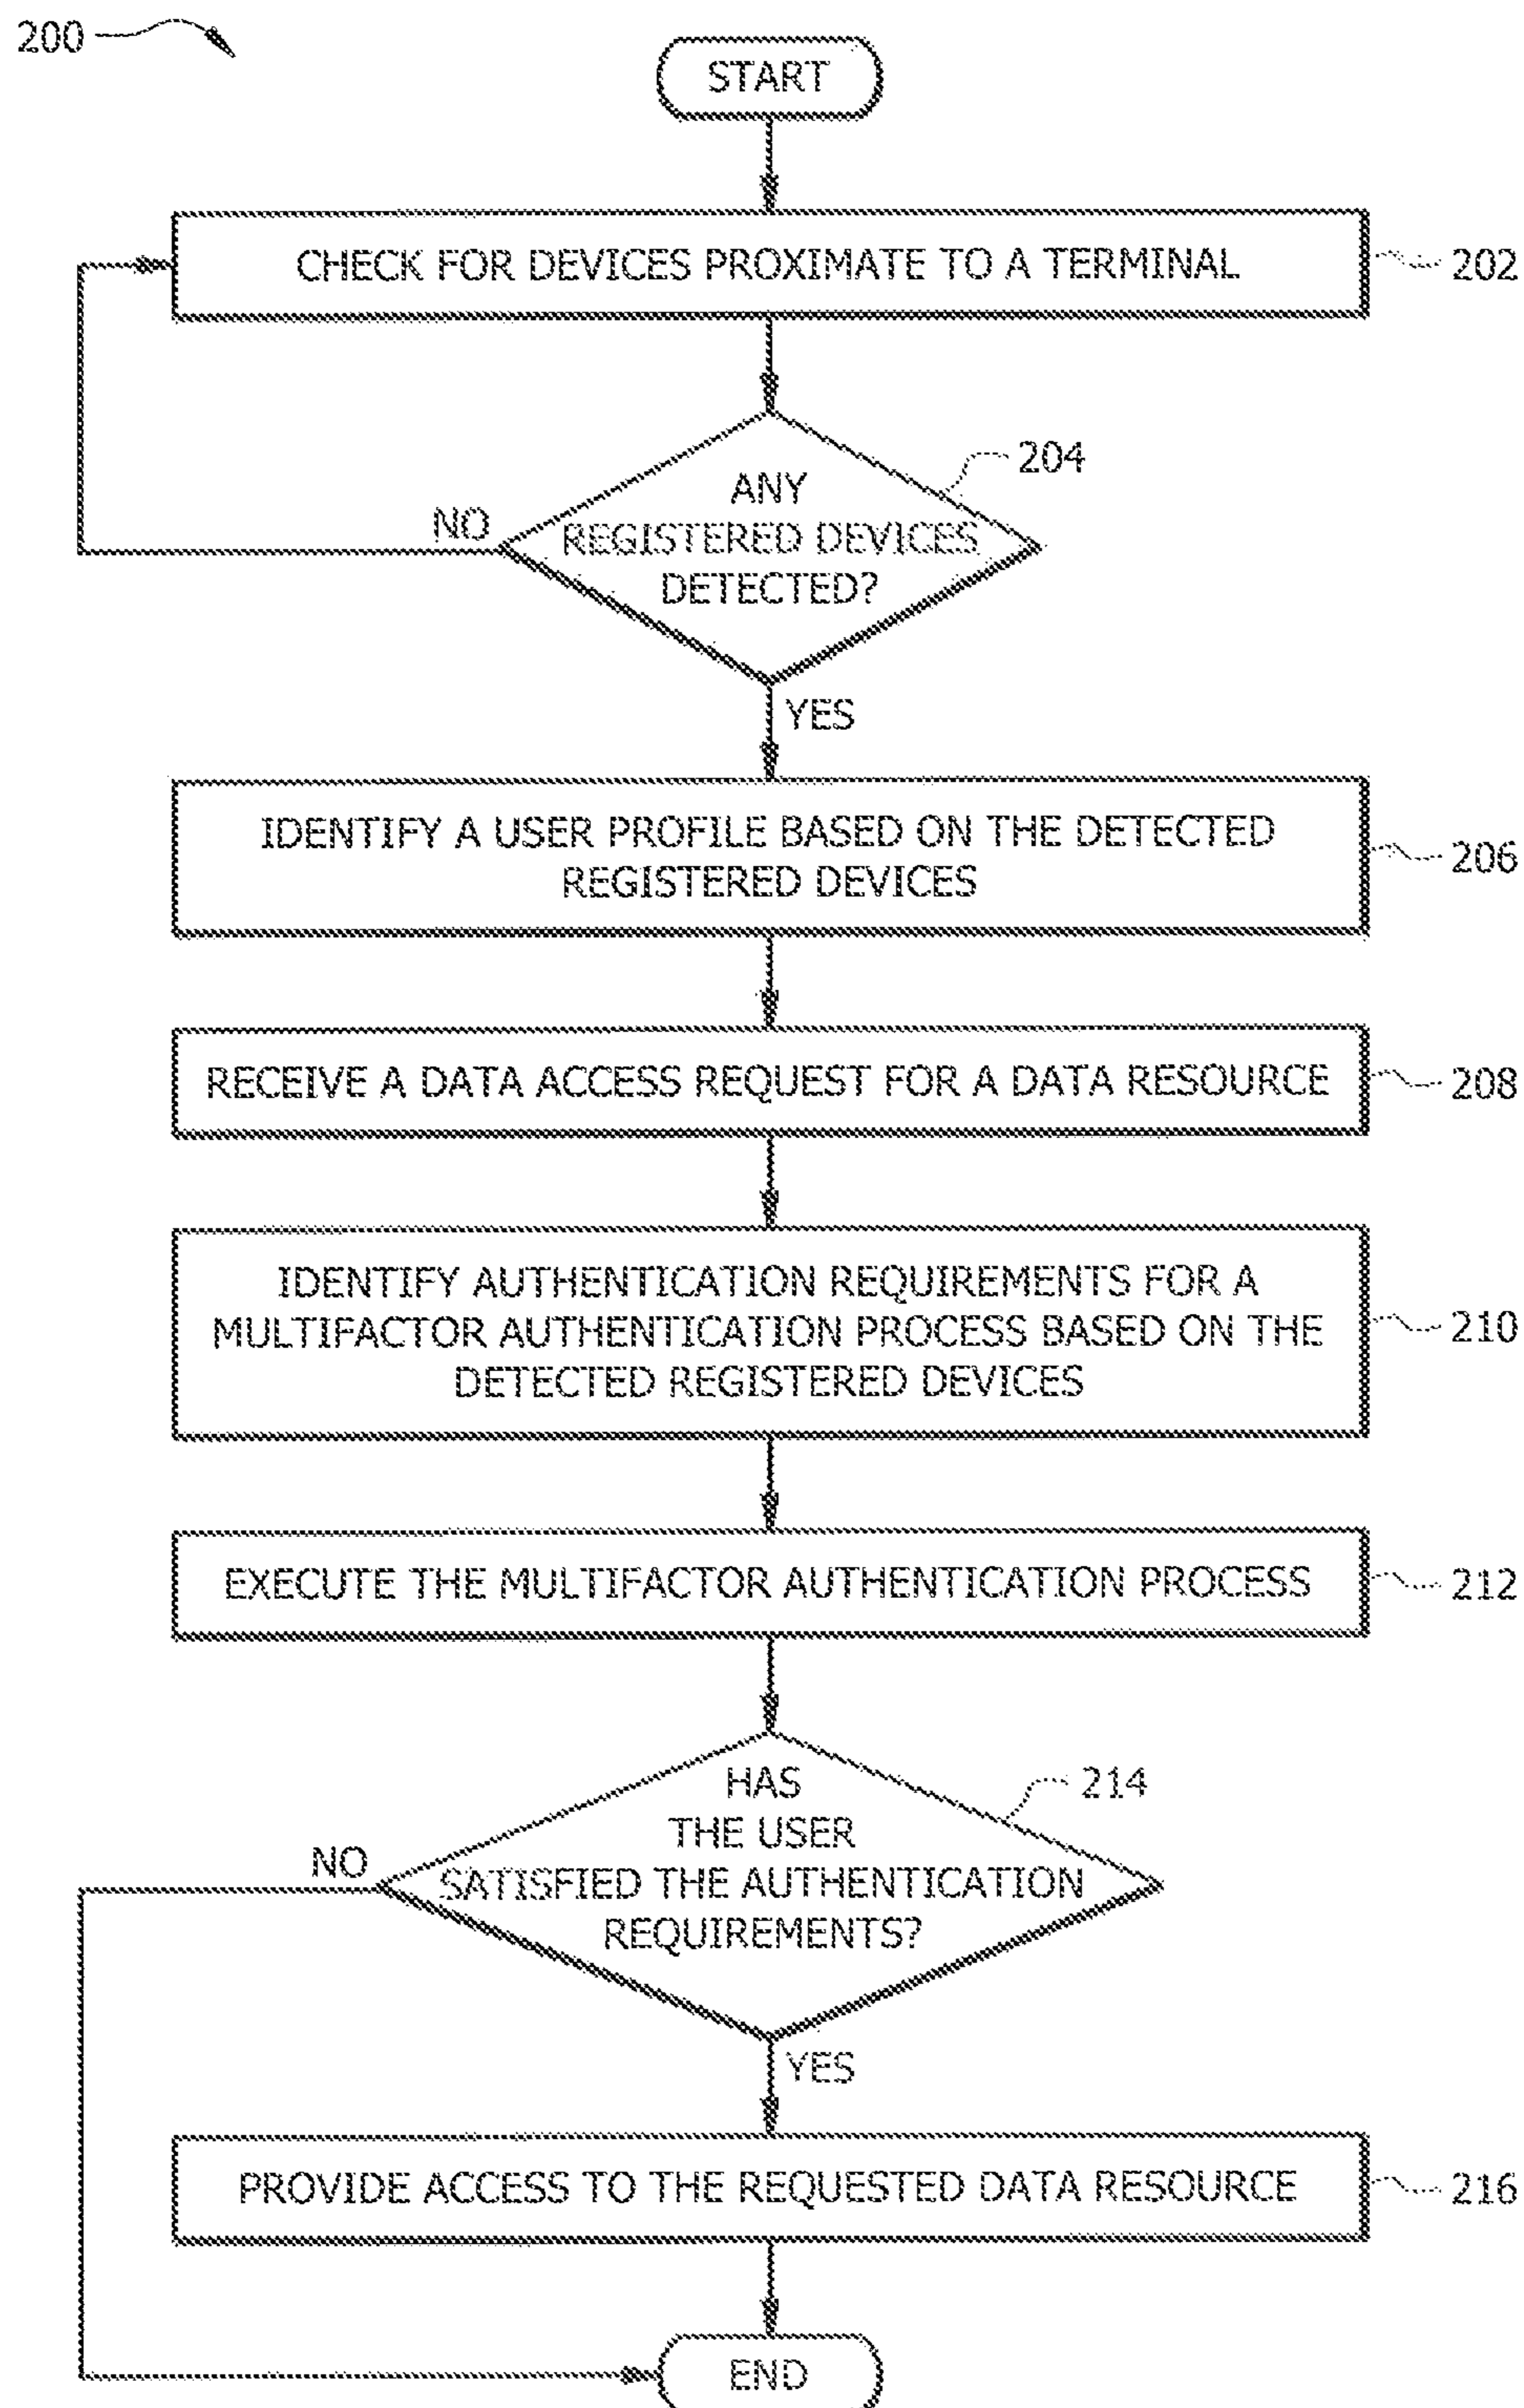 200
START
CHECK FOR DEVICES PROXIMATE TO A TERMINAL
202
204
ANY
REGISTERED DEVICES
DETECTED?
NO
YES
IDENTIFY A USER PROFILE BASED ON THE DETECTED
REGISTERED DEVICES
206
RECEIVE A DATA ACCESS REQUEST FOR A DATA RESOURCE
208
IDENTIFY AUTHENTICATION REQUIREMENTS FOR A
MULTIFACTOR AUTHENTICATION PROCESS BASED ON THE
DETECTED REGISTERED DEVICES
210
EXECUTE THE MULTIFACTOR AUTHENTICATION PROCESS
212
214
HAS
THE USER
SATISFIED THE AUTHENTICATION
REQUIREMENTS?
NO
YES
PROVIDE ACCESS TO THE REQUESTED DATA RESOURCE
216
END